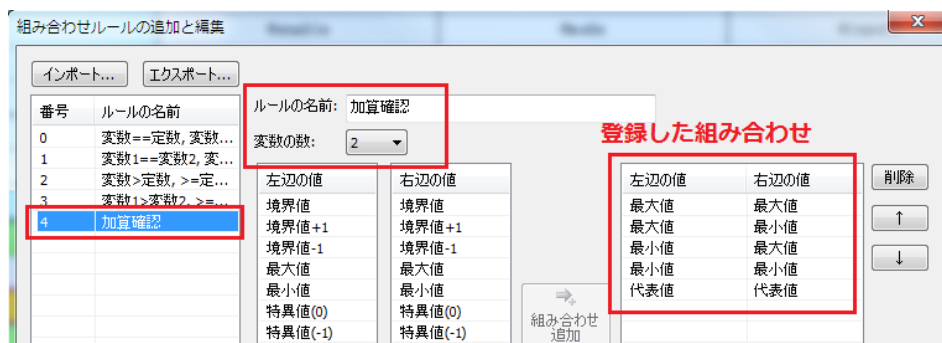 組み合わせルールの追加と編集
インポート... エクスポート...
番号 ルールの名前
0 変数==定数, 変数...
1 変数1==変数2, 変...
2 変数>定数, >=定...
3 変数1>変数2, >=...
4 加算確認
ルールの名前: 加算確認
変数の数: 2
左辺の値 右辺の値
境界値 境界値
境界値+1 境界値+1
境界値-1 境界値-1
最大値 最大値
最小値 最小値
特異値(0) 特異値(0)
特異値(-1) 特異値(-1)
組み合わせ
追加
登録した組み合わせ
左辺の値 右辺の値
最大値 最大値
最大値 最小値
最小値 最大値
最小値 最小値
代表値 代表値
削除
↑
↓